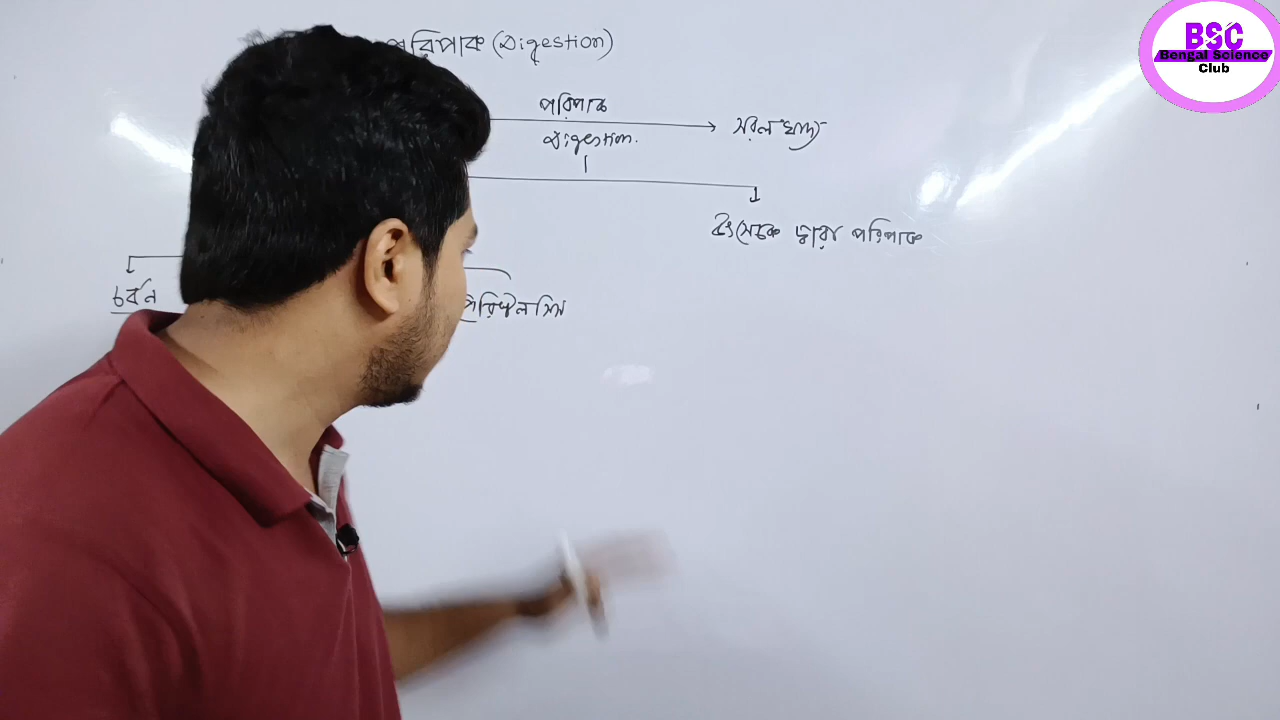 পরিপাক (Digestion)
BSC
Bengal Science
Club
পরিপাক
সরল খাদ্য
Digestion.
উৎসেচক দ্বারা পরিপাক
চর্বন